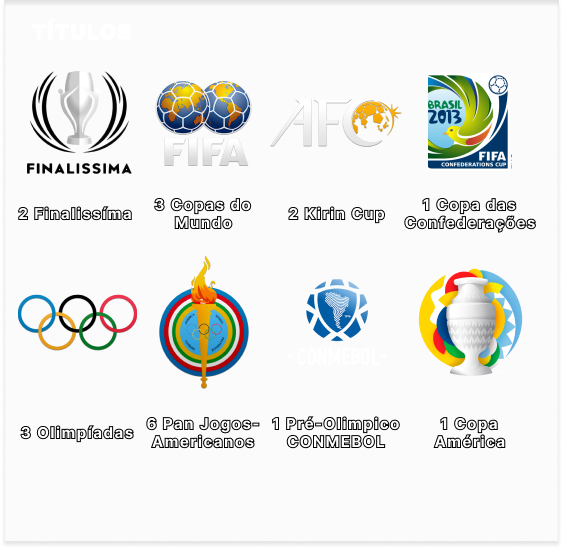 TÍTULOS
FINALISSIMA
FIFA
AFC
BRASIL
2013
FIFA
CONFEDERATIONS CUP
2 Finalissíma
3 Copas do
Mundo
2 Kirin Cup
1 Copa das
Confederações
CONMEBOL
3 Olimpíadas
6 Pan Jogos-
Americanos
1 Pré-Olimpico
CONMEBOL
1 Copa
América